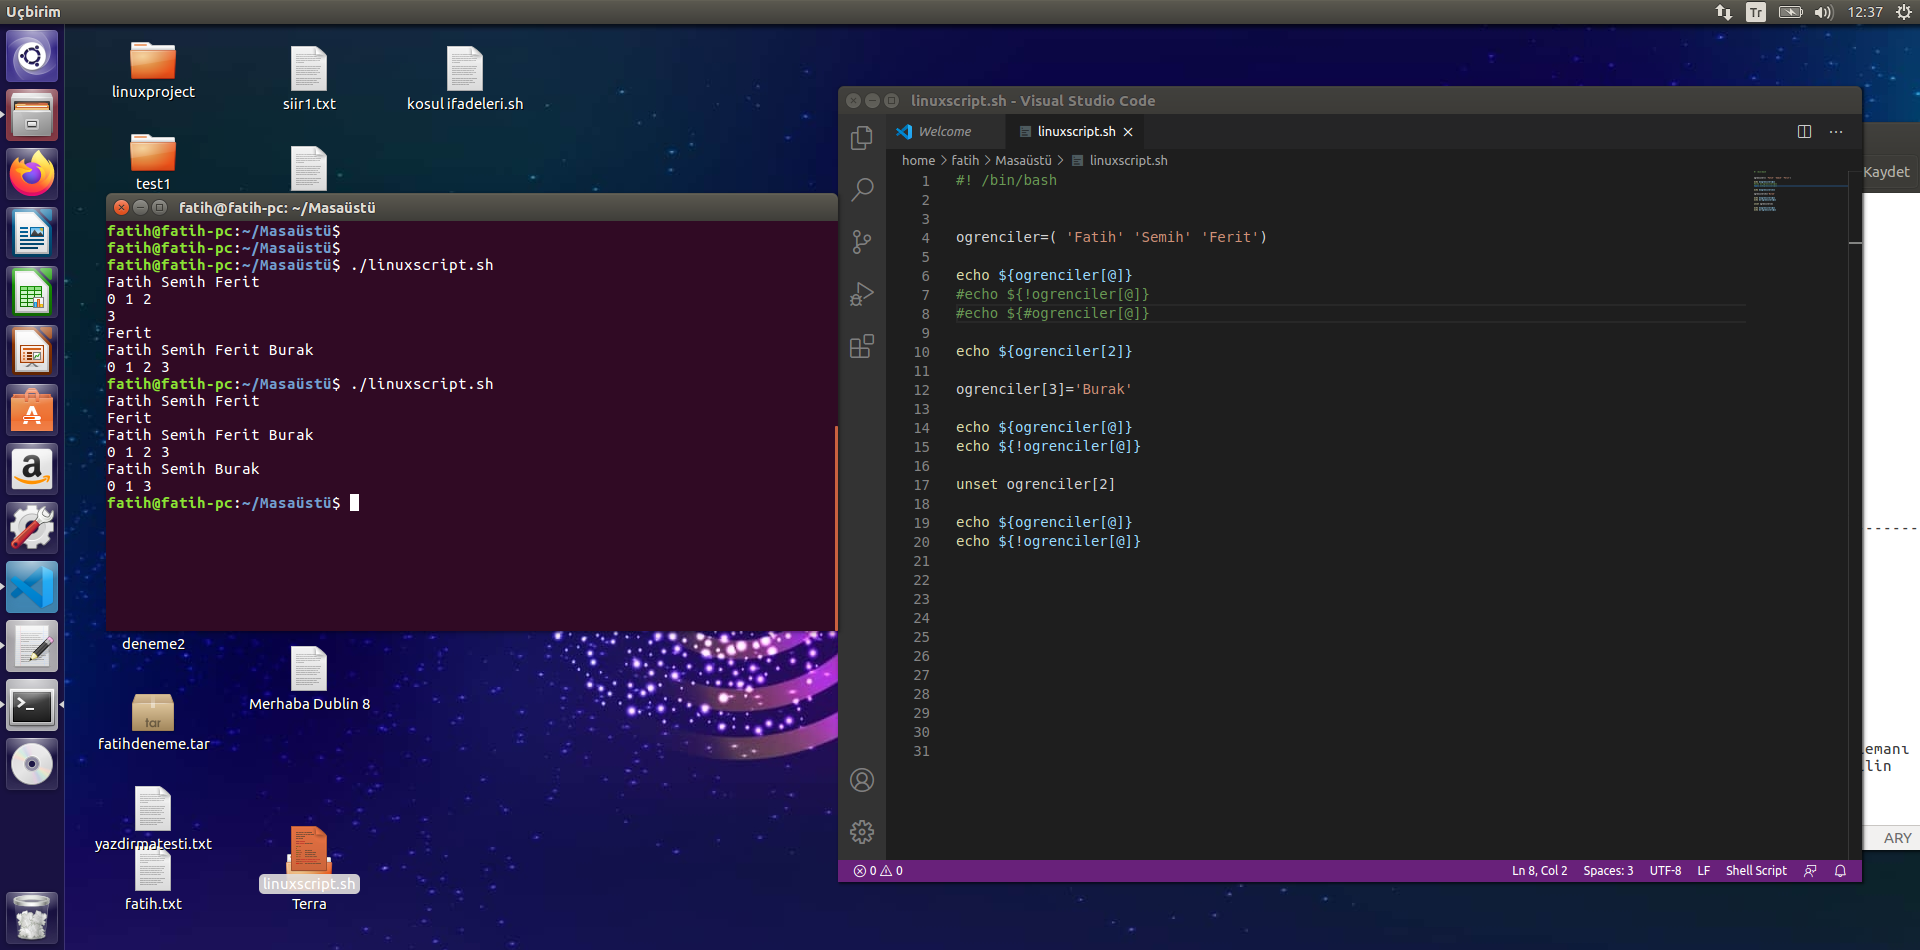 Uçbirim
Tr
12:37
linuxproject
siir1.txt
kosul ifadeleri.sh
test1
fatih@fatih-pc: ~/Masaüstü
fatih@fatih-pc:~/Masaüstü$
fatih@fatih-pc:~/Masaüstü$
fatih@fatih-pc:~/Masaüstü$ ./linuxscript.sh
Fatih Semih Ferit
0 1 2
3
Ferit
Fatih Semih Ferit Burak
0 1 2 3
fatih@fatih-pc:~/Masaüstü$ ./linuxscript.sh
Fatih Semih Ferit
Ferit
Fatih Semih Ferit Burak
0 1 2 3
Fatih Semih Burak
0 1 3
fatih@fatih-pc:~/Masaüstü$
deneme2
Merhaba Dublin 8
tar
fatihdeneme.tar
yazdirmatesti.txt
fatih.txt
linuxscript.sh
Terra
linuxscript.sh - Visual Studio Code
Welcome
linuxscript.sh
home > fatih > Masaüstü > linuxscript.sh
1 #! /bin/bash
2
3
4 ogrenciler=( 'Fatih' 'Semih' 'Ferit')
5
6 echo ${ogrenciler[@]}
7 #echo ${!ogrenciler[@]}
8 #echo ${#ogrenciler[@]}
9
10 echo ${ogrenciler[2]}
11
12 ogrenciler[3]='Burak'
13
14 echo ${ogrenciler[@]}
15 echo ${!ogrenciler[@]}
16
17 unset ogrenciler[2]
18
19 echo ${ogrenciler[@]}
20 echo ${!ogrenciler[@]}
21
22
23
24
25
26
27
28
29
30
31
0 0
Ln 8, Col 2 Spaces: 3 UTF-8 LF Shell Script
Kaydet
-------
emanı
lin
ARY